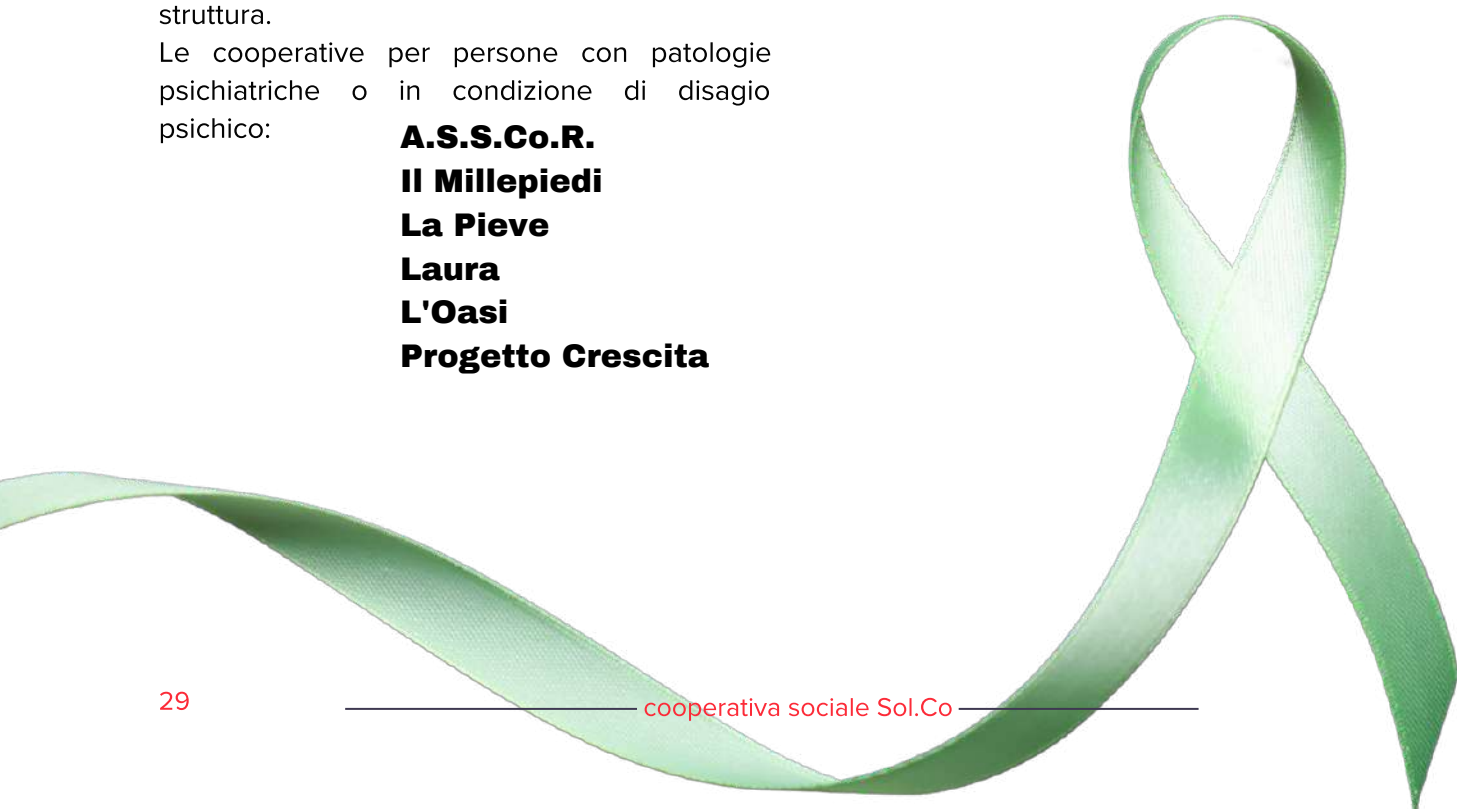 struttura.
Le cooperative per persone con patologie
psichiatriche o in condizione di disagio
psichico:
A.S.S.Co.R.
Il Millepiedi
La Pieve
Laura
L'Oasi
Progetto Crescita
29
cooperativa sociale Sol.Co